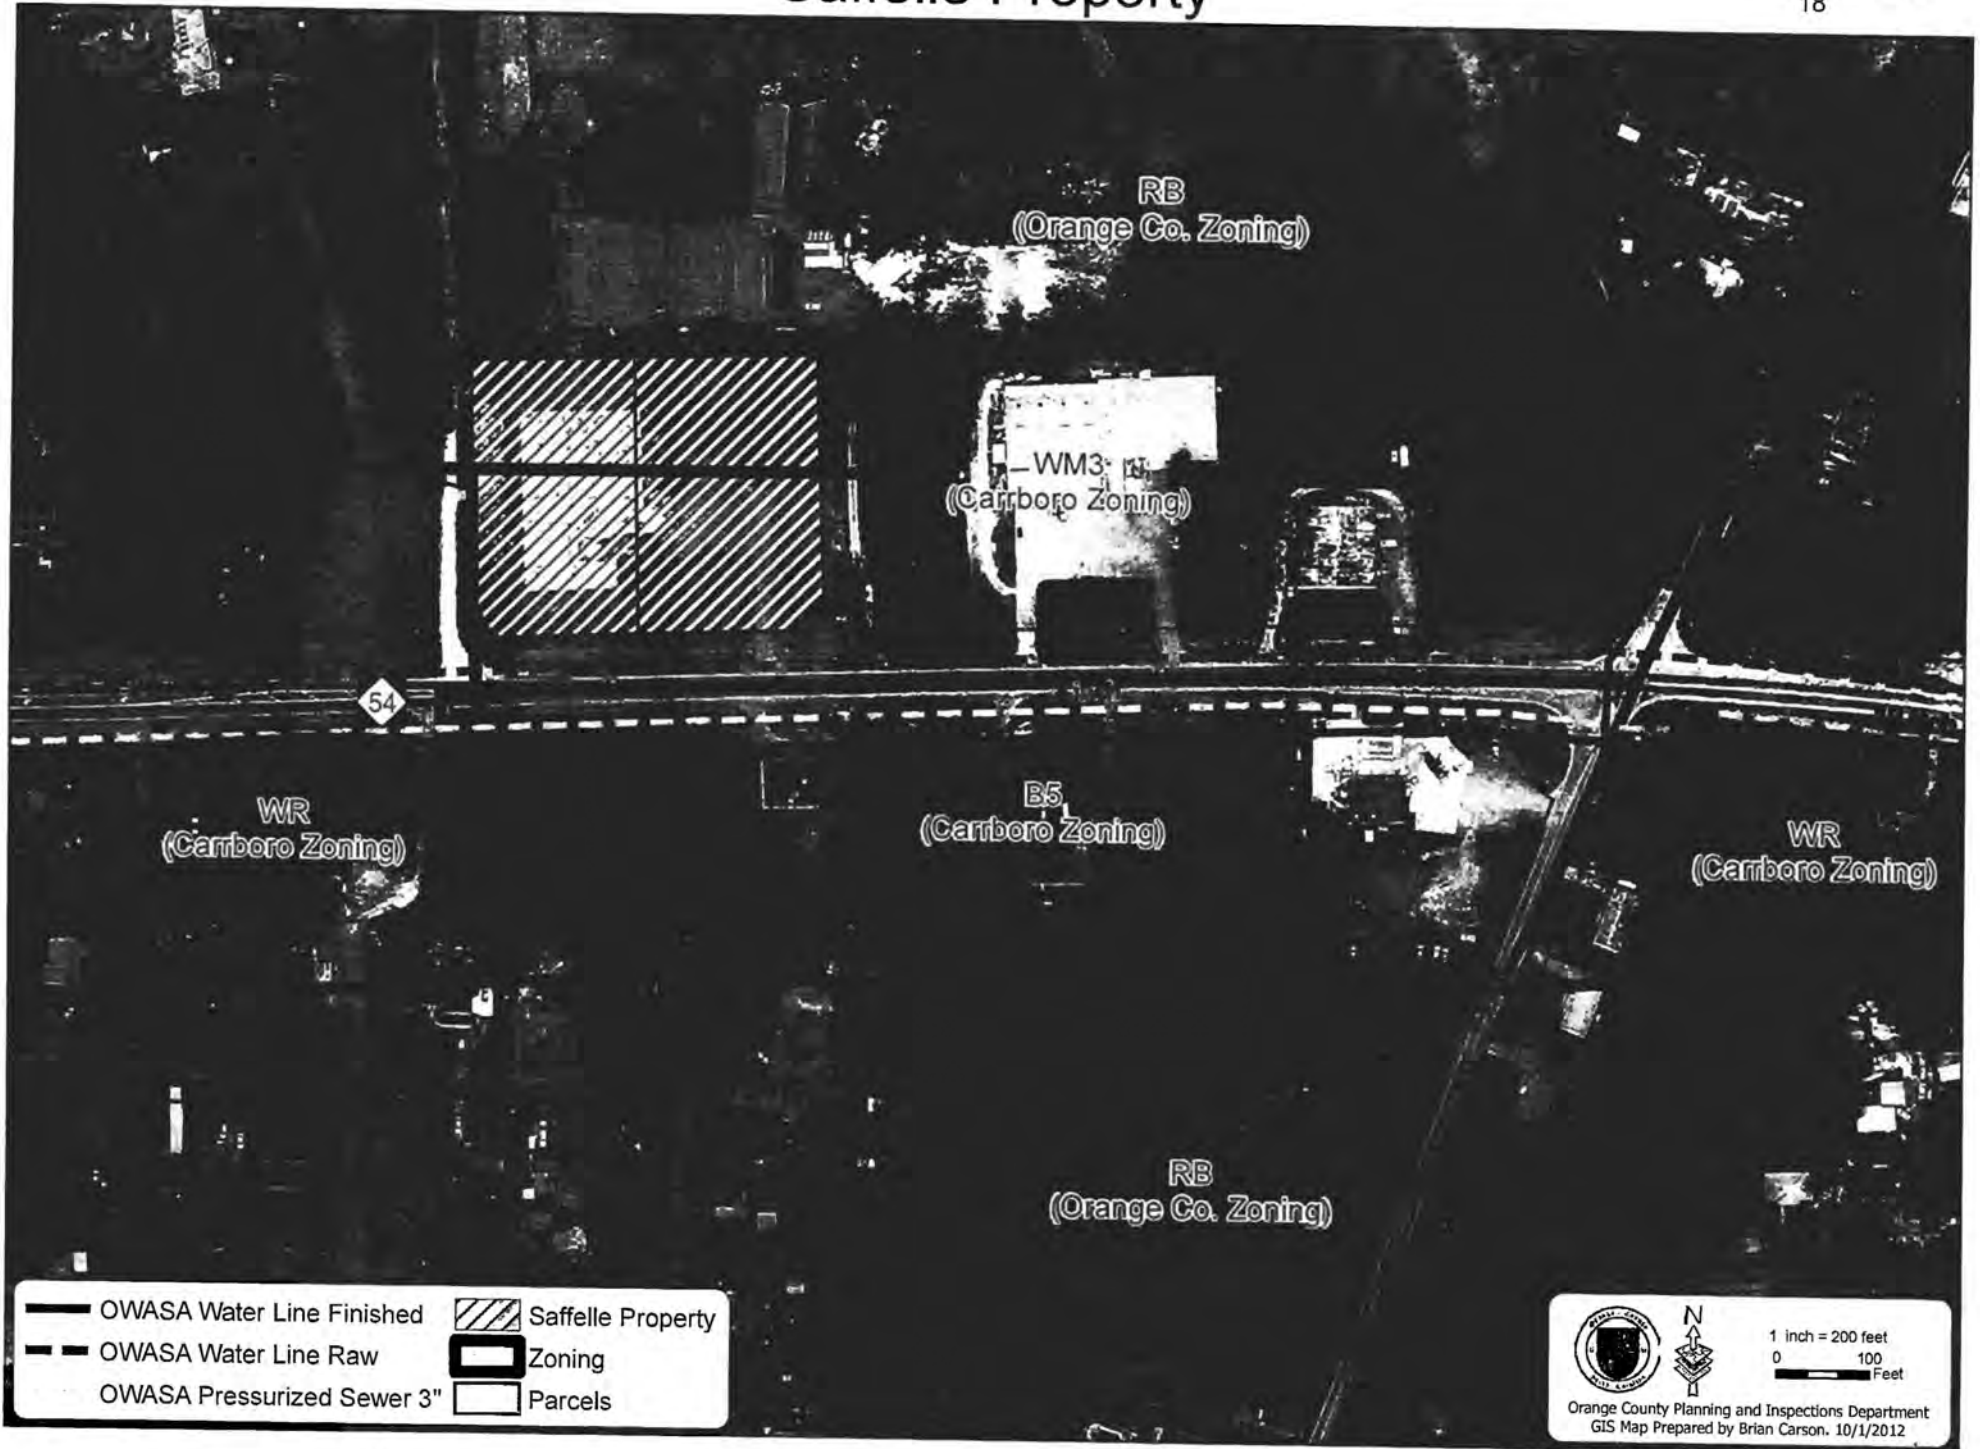 Saffelle Property
18
RB
(Orange Co. Zoning)
WM3
(Carrboro Zoning)
54
WR
(Carrboro Zoning)
B5
(Carrboro Zoning)
WR
(Carrboro Zoning)
RB
(Orange Co. Zoning)
OWASA Water Line Finished
OWASA Water Line Raw
OWASA Pressurized Sewer 3"
Saffelle Property
Zoning
Parcels
N
1 inch = 200 feet
0 100
Feet
Orange County Planning and Inspections Department
GIS Map Prepared by Brian Carson. 10/1/2012